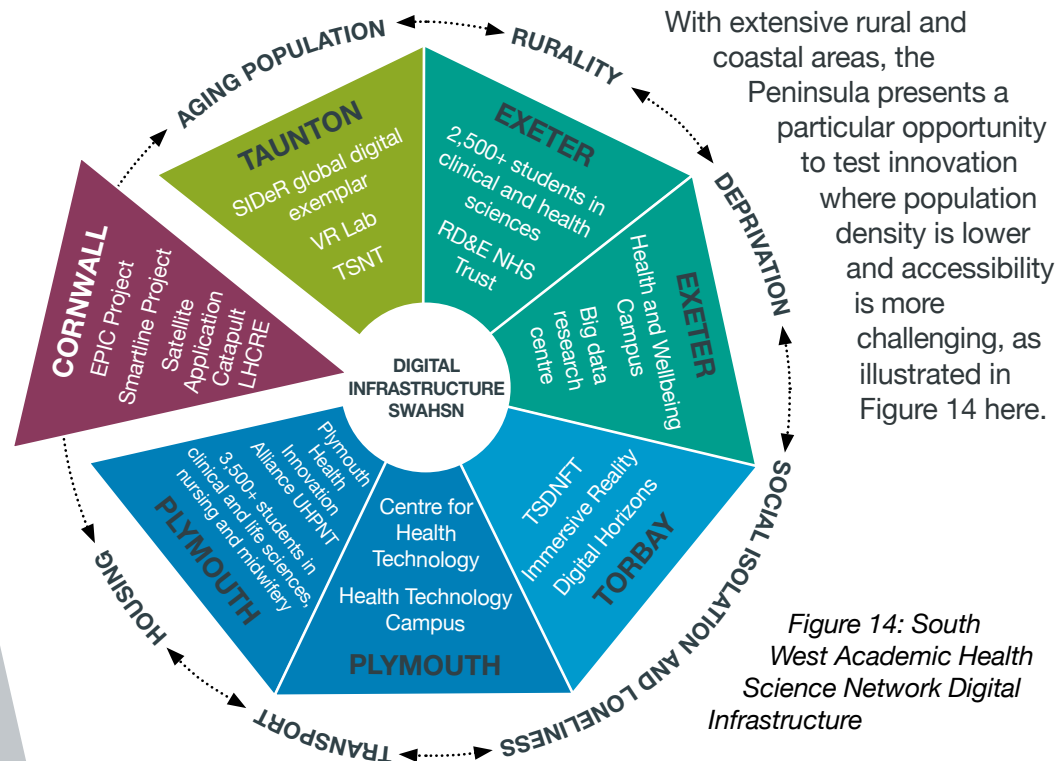 With extensive rural and
coastal areas, the
Peninsula presents a
particular opportunity
to test innovation
where population
density is lower
and accessibility
is more
challenging, as
illustrated in
Figure 14 here.
AGING POPULATION
RURALITY
DEPRIVATION
SOCIAL ISOLATION AND LONELINESS
TRANSPORT
HOUSING
TAUNTON
SIDeR global digital
exemplar
VR Lab
TSNT
EXETER
2,500+ students in
clinical and health
sciences
RD&E NHS
Trust
EXETER
Health and Wellbeing
Campus
Big data
research
centre
TORBAY
TSDNFT
Immersive Reality
Digital Horizons
Centre for
Health
Technology
Health Technology
Campus
PLYMOUTH
Plymouth
Health
Innovation
Alliance UHPNT
3,500+ students in
clinical and life sciences,
nursing and midwifery
PLYMOUTH
CORNWALL
EPIC Project
Smartline Project
Satellite
Application
Catapult
LHCRE
DIGITAL
INFRASTRUCTURE
SWAHSN
Figure 14: South
West Academic Health
Science Network Digital
Infrastructure